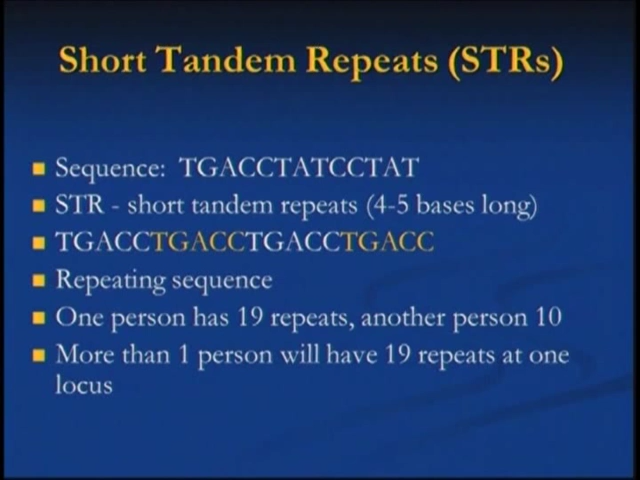 Short Tandem Repeats (STRs)
Sequence: TGACCTATCCTAT
STR - short tandem repeats (4-5 bases long)
TGACCTGACCTGACCTGACC
Repeating sequence
One person has 19 repeats, another person 10
More than 1 person will have 19 repeats at one
locus